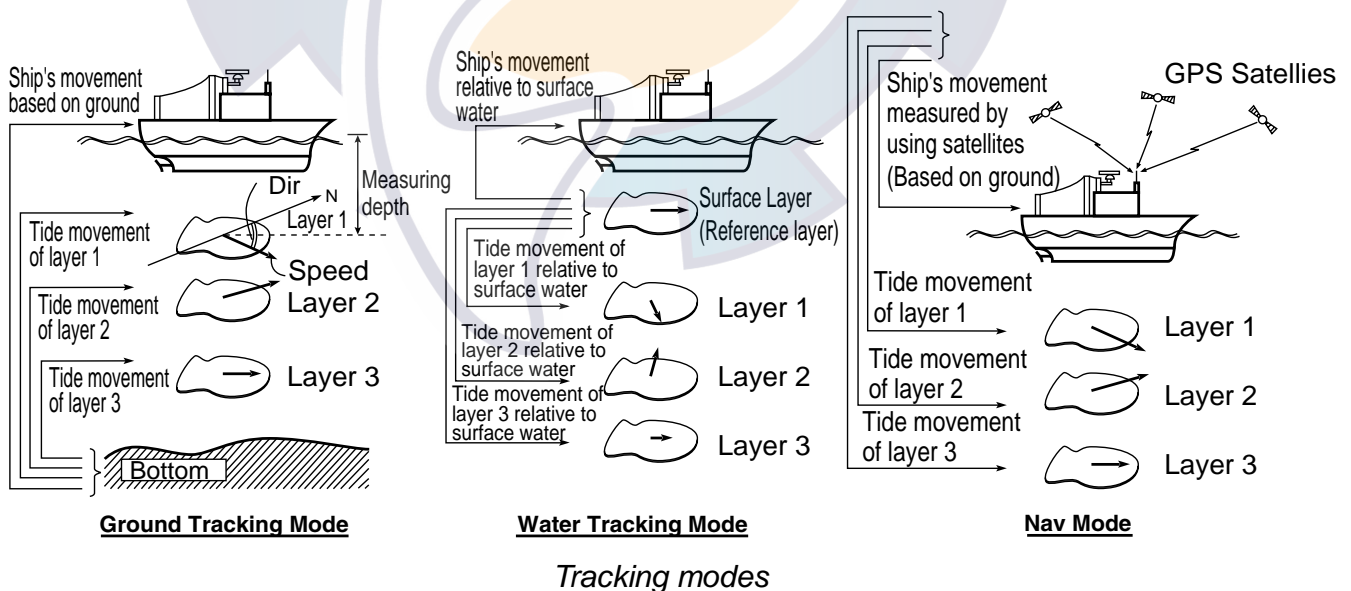 Ship's movement
based on ground
Dir
N
Layer 1
Measuring
depth
Tide movement
of layer 1
Speed
Layer 2
Tide movement
of layer 2
Layer 3
Tide movement
of layer 3
Bottom
Ground Tracking Mode
Ship's movement
relative to surface
water
Surface Layer
(Reference layer)
Tide movement of
layer 1 relative to
surface water
Layer 1
Tide movement of
layer 2 relative to
surface water
Layer 2
Tide movement of
layer 3 relative to
surface water
Layer 3
Water Tracking Mode
GPS Satellies
Ship's movement
measured by
using satellites
(Based on ground)
Tide movement
of layer 1
Layer 1
Tide movement
of layer 2
Layer 2
Tide movement
of layer 3
Layer 3
Nav Mode
Tracking modes